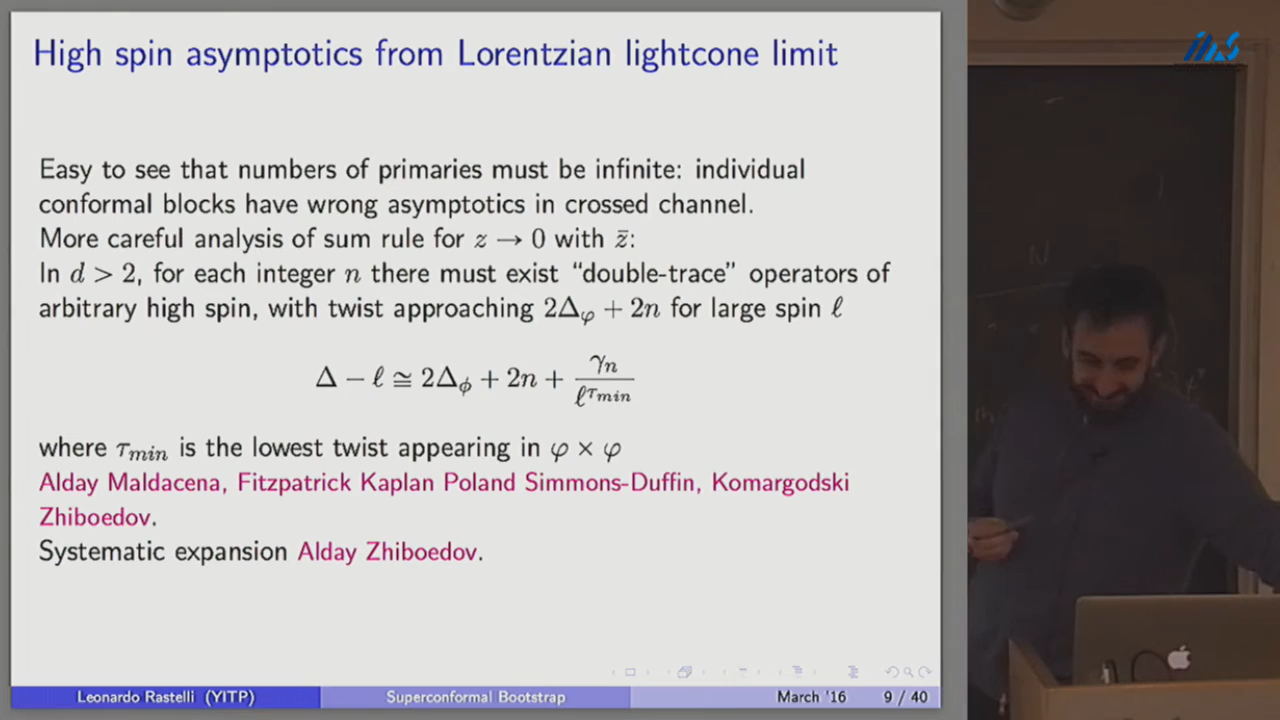 ihes
High spin asymptotics from Lorentzian lightcone limit
Easy to see that numbers of primaries must be infinite: individual
conformal blocks have wrong asymptotics in crossed channel.
More careful analysis of sum rule for z → 0 with z̄:
In d > 2, for each integer n there must exist “double-trace” operators of
arbitrary high spin, with twist approaching 2Δ_φ + 2n for large spin ℓ
Δ − ℓ ≅ 2Δ_ϕ + 2n + γ_n / ℓ^{τ_min}
where τ_min is the lowest twist appearing in φ × φ
Alday Maldacena, Fitzpatrick Kaplan Poland Simmons-Duffin, Komargodski
Zhiboedov.
Systematic expansion Alday Zhiboedov.
Leonardo Rastelli (YITP) Superconformal Bootstrap March '16 9 / 40